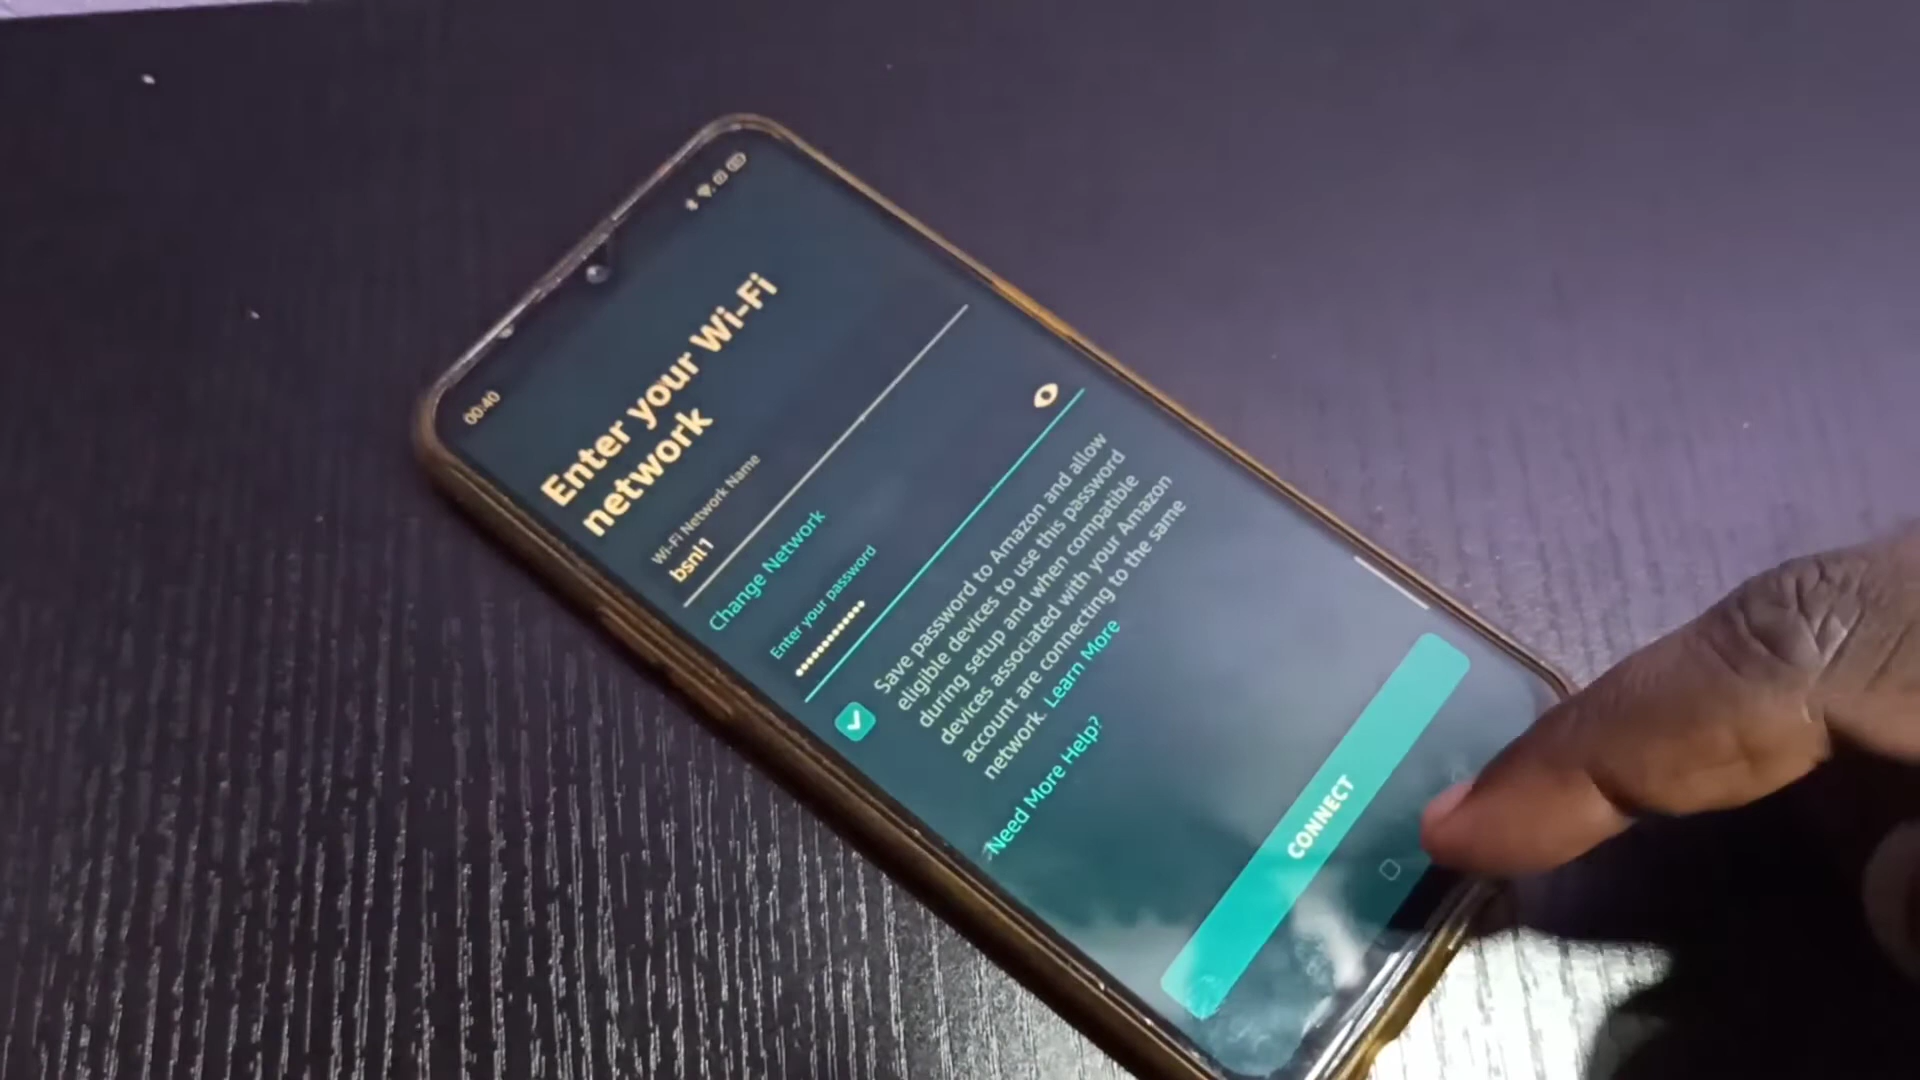 00:40
Enter your Wi-Fi
network
Wi-Fi Network Name
bsnl1
Change Network
Enter your password
••••••••••••
Save password to Amazon and allow
eligible devices to use this password
during setup and when compatible
devices associated with your Amazon
account are connecting to the same
network. Learn More
Need More Help?
CONNECT